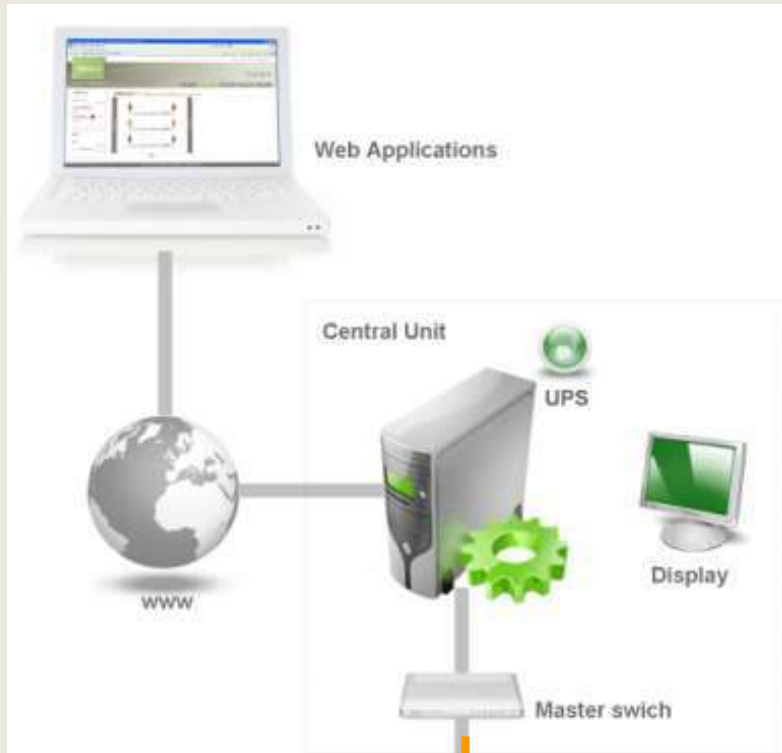 Web Applications
Central Unit
UPS
Display
www
Master swich